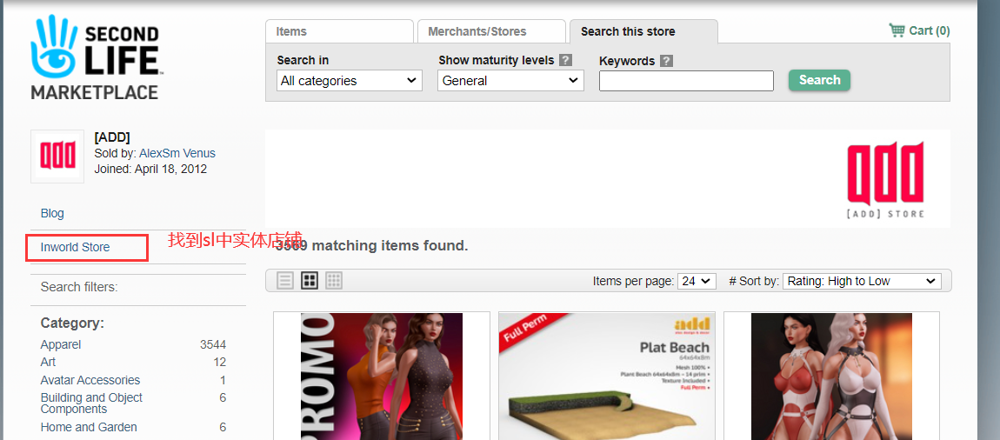 SECOND
LIFE
MARKETPLACE
Items
Merchants/Stores
Search this store
Cart (0)
Search in
Show maturity levels ?
Keywords ?
All categories
General
Search
[ADD]
Sold by: AlexSm Venus
Joined: April 18, 2012
add
add
[ADD] STORE
Blog
Inworld Store
找到sl中实体店铺
3569 matching items found.
Search filters:
Items per page: 24
# Sort by: Rating: High to Low
Category:
Apparel 3544
Art 12
Avatar Accessories 1
Building and Object Components 6
Home and Garden 6
PROMO
Full Perm
add
Plat Beach
64x64x8m
Mesh 100% •
Plant Beach 64x64x8m - 14 prims •
Texture Included •
Full Perm •